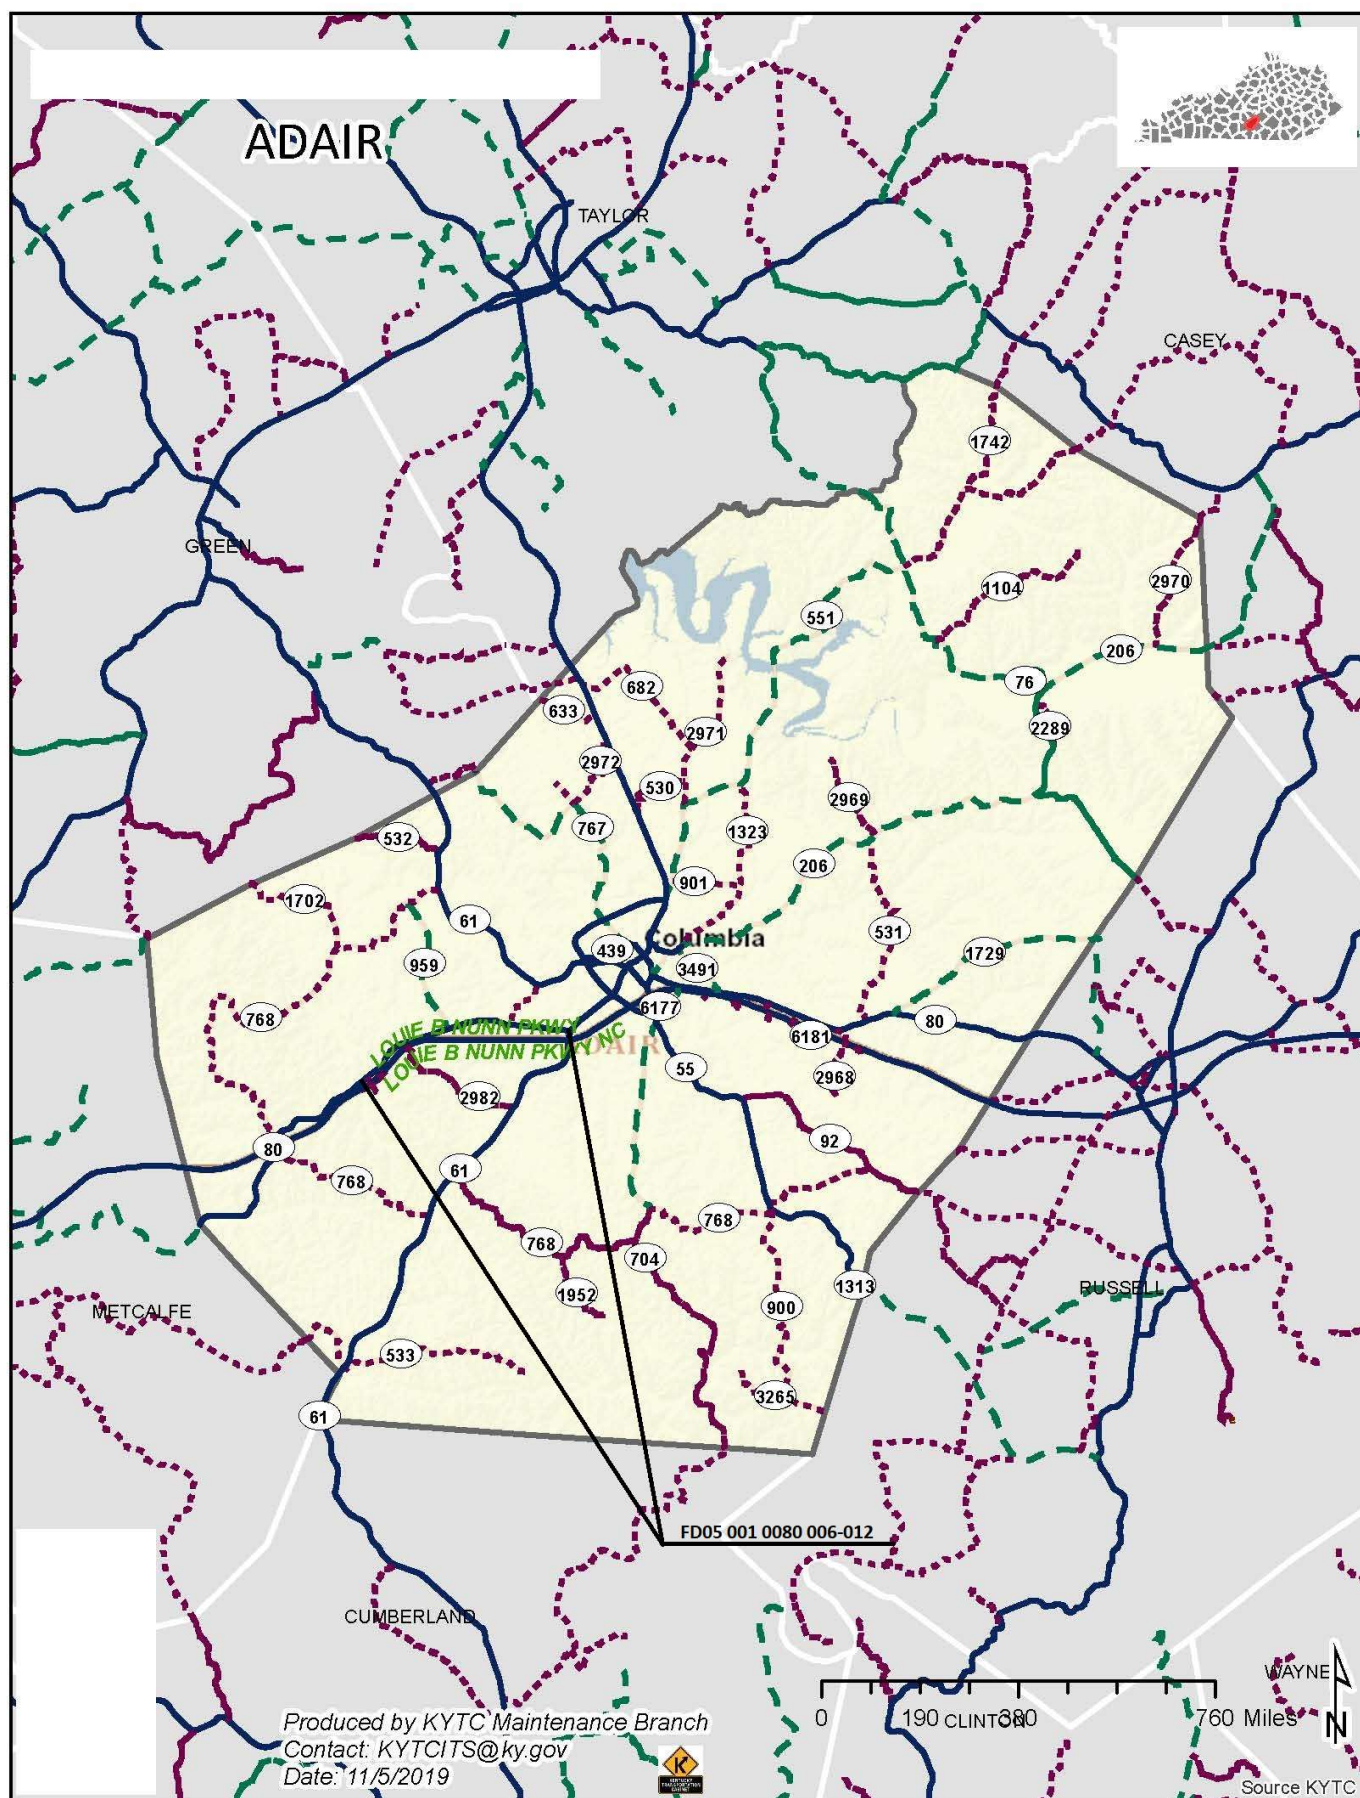 ADAIR
TAYLOR
CASEY
1742
GREEN
1104
2970
551
206
682
76
633
2971
2289
2972
530
2969
767
1323
532
206
901
1702
61
531
439
Columbia
1729
959
3491
768
6177
80
LOUIE B NUNN PKWY
6181
LOUIE B NUNN PKWY NC
ADAIR
55
2968
2982
92
80
61
768
768
768
704
1313
RUSSELL
1952
900
METCALFE
533
3265
61
FD05 001 0080 006-012
CUMBERLAND
WAYNE
0 190 380 760 Miles
CLINTON
N
Produced by KYTC Maintenance Branch
Contact: KYTCITS@ky.gov
Date: 11/5/2019
KENTUCKY
TRANSPORTATION
CABINET
Source KYTC